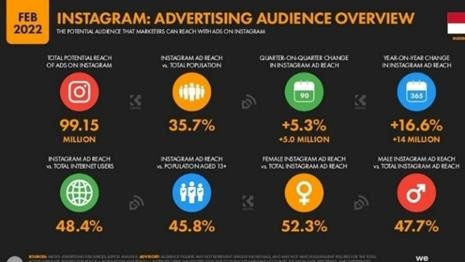 FEB
2022
INSTAGRAM: ADVERTISING AUDIENCE OVERVIEW
THE POTENTIAL AUDIENCE THAT MARKETERS CAN REACH WITH ADS ON INSTAGRAM
TOTAL POTENTIAL REACH
OF ADS ON INSTAGRAM
99.15
MILLION
INSTAGRAM AD REACH
vs. TOTAL POPULATION
35.7%
QUARTER-ON-QUARTER CHANGE
IN INSTAGRAM AD REACH
90
+5.3%
+5.0 MILLION
YEAR-ON-YEAR CHANGE
IN INSTAGRAM AD REACH
365
+16.6%
+14 MILLION
INSTAGRAM AD REACH
vs. TOTAL INTERNET USERS
48.4%
INSTAGRAM AD REACH
vs. POPULATION AGED 13+
45.8%
FEMALE INSTAGRAM AD REACH
vs. TOTAL INSTAGRAM AD REACH
52.3%
MALE INSTAGRAM AD REACH
vs. TOTAL INSTAGRAM AD REACH
47.7%
we